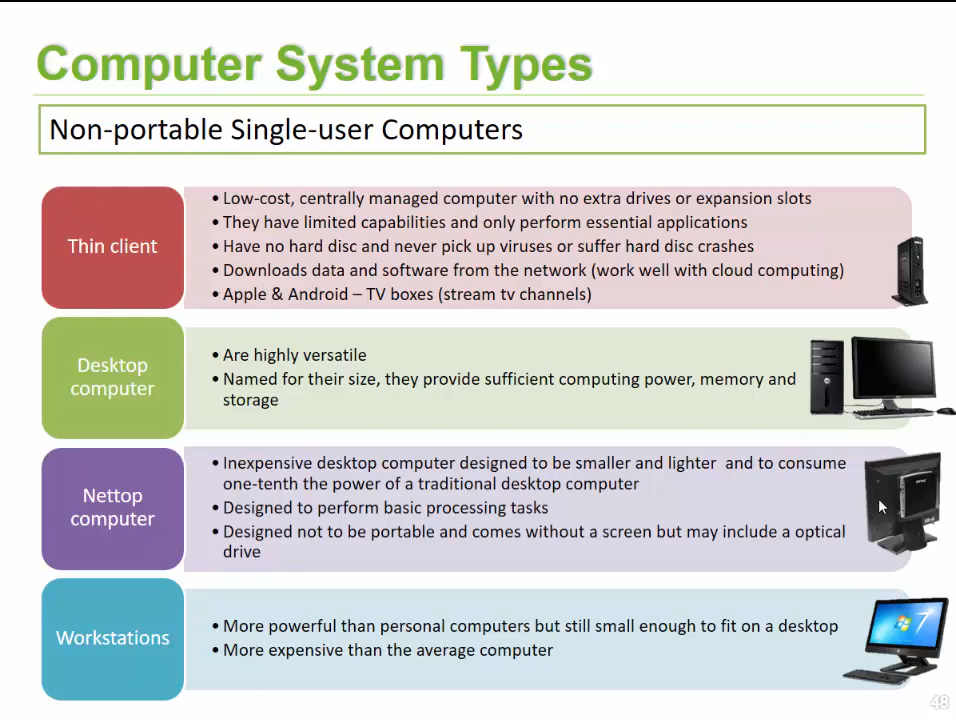 Computer System Types
Non-portable Single-user Computers
Thin client
• Low-cost, centrally managed computer with no extra drives or expansion slots
• They have limited capabilities and only perform essential applications
• Have no hard disc and never pick up viruses or suffer hard disc crashes
• Downloads data and software from the network (work well with cloud computing)
• Apple & Android – TV boxes (stream tv channels)
Desktop
computer
• Are highly versatile
• Named for their size, they provide sufficient computing power, memory and
storage
Nettop
computer
• Inexpensive desktop computer designed to be smaller and lighter and to consume
one-tenth the power of a traditional desktop computer
• Designed to perform basic processing tasks
• Designed not to be portable and comes without a screen but may include a optical
drive
Workstations
• More powerful than personal computers but still small enough to fit on a desktop
• More expensive than the average computer
7
48